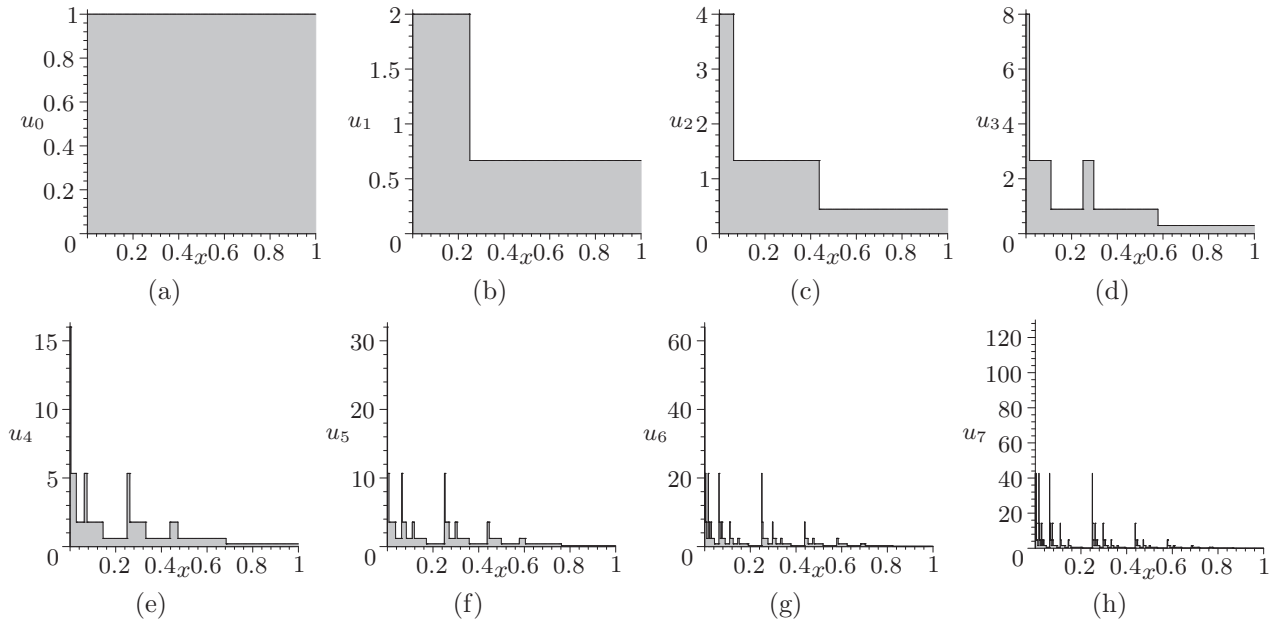 1
0.8
0.6
u0
0.4
0.2
0
0.2 0.4x0.6 0.8 1
(a)
2
1.5
u1 1
0.5
0
0.2 0.4x0.6 0.8 1
(b)
4
3
u2 2
1
0
0.2 0.4x0.6 0.8 1
(c)
8
6
u3 4
2
0
0.2 0.4x0.6 0.8 1
(d)
15
10
u4
5
0
0.2 0.4x0.6 0.8 1
(e)
30
20
u5
10
0
0.2 0.4x0.6 0.8 1
(f)
60
40
u6
20
0
0.2 0.4x0.6 0.8 1
(g)
120
100
80
u7 60
40
20
0
0.2 0.4x0.6 0.8 1
(h)